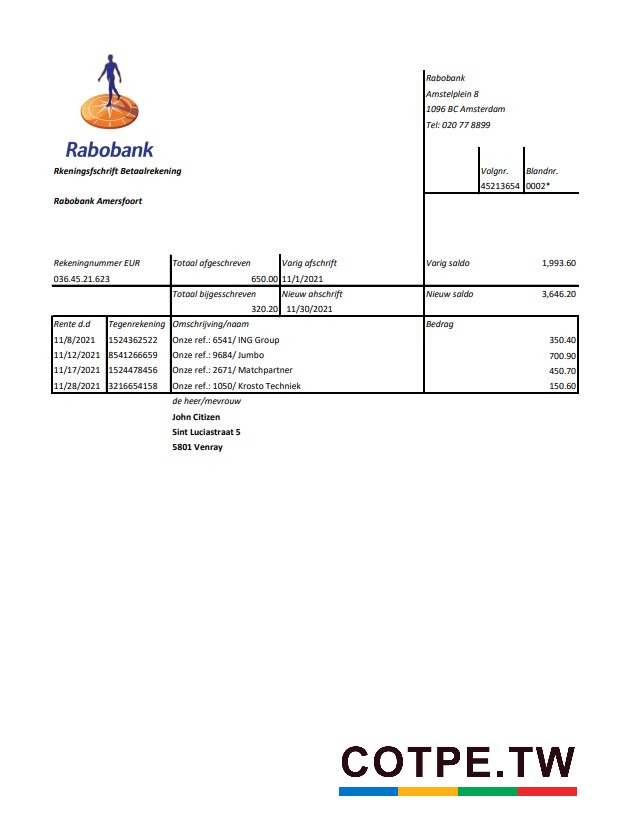 Rabobank
Amstelplein 8
1096 BC Amsterdam
Tel: 020 77 8899
Rabobank
Rkeningsfschrift Betaalrekening
Volgnr. Blandnr.
45213654 0002*
Rabobank Amersfoort
Rekeningnummer EUR Totaal afgeschreven Varig afschrift Varig saldo 1,993.60
036.45.21.623 650.00 11/1/2021
Totaal bijgesschreven Nieuw ahschrift Nieuw saldo 3,646.20
320.20 11/30/2021
Rente d.d Tegenrekening Omschrijving/naam Bedrag
11/8/2021 1524362522 Onze ref.: 6541/ ING Group 350.40
11/12/2021 8541266659 Onze ref.: 9684/ Jumbo 700.90
11/17/2021 1524478456 Onze ref.: 2671/ Matchpartner 450.70
11/28/2021 3216654158 Onze ref.: 1050/ Krosto Techniek 150.60
de heer/mevrouw
John Citizen
Sint Luciastraat 5
5801 Venray
COTPE.TW